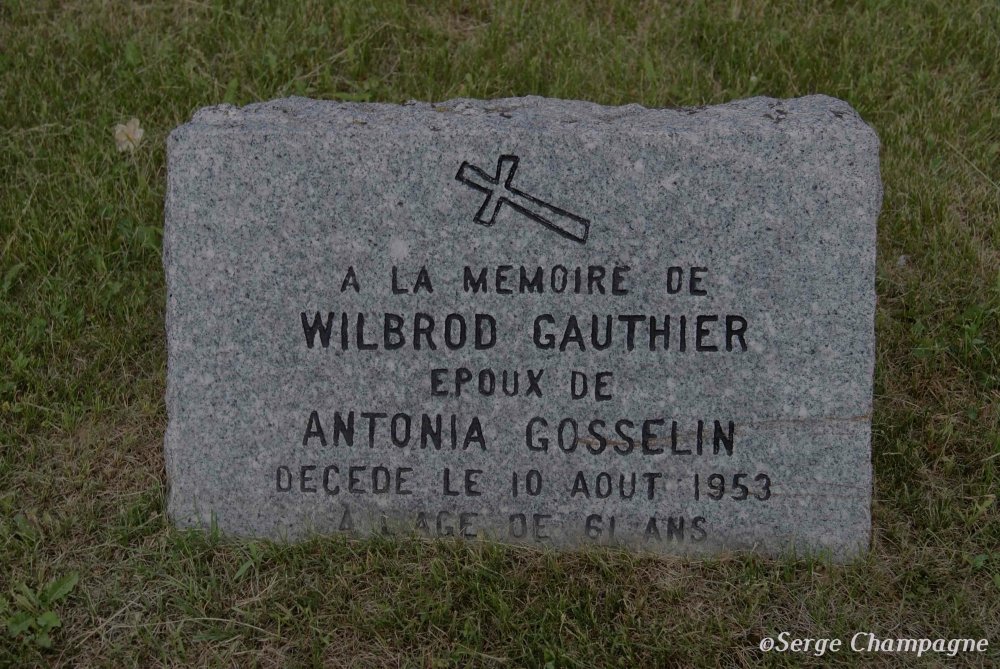 A LA MEMOIRE DE
WILBROD GAUTHIER
EPOUX DE
ANTONIA GOSSELIN
DECEDE LE 10 AOUT 1953
A L'AGE DE 61 ANS
©Serge Champagne